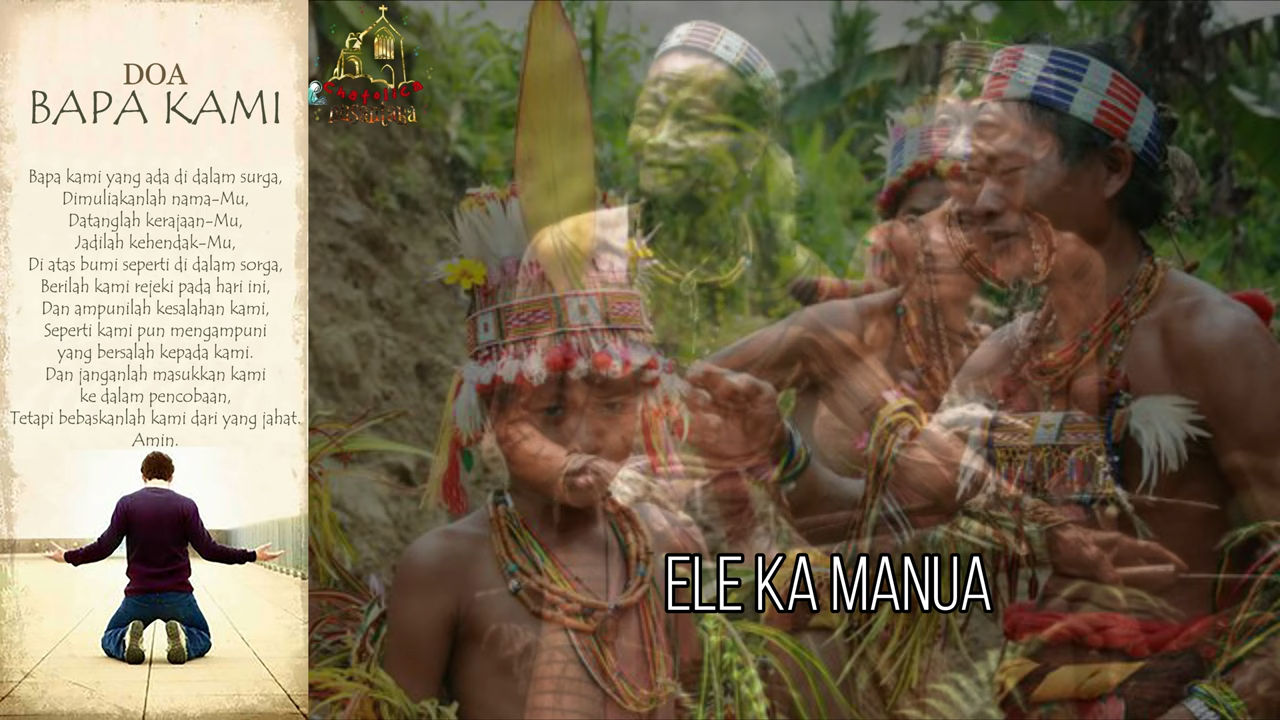 DOA
BAPA KAMI
Bapa kami yang ada di dalam surga,
Dimuliakanlah nama-Mu,
Datanglah kerajaan-Mu,
Jadilah kehendak-Mu,
Di atas bumi seperti di dalam sorga,
Berilah kami rejeki pada hari ini,
Dan ampunilah kesalahan kami,
Seperti kami pun mengampuni
yang bersalah kepada kami.
Dan janganlah masukkan kami
ke dalam pencobaan,
Tetapi bebaskanlah kami dari yang jahat.
Amin.
Chatolica
nusantara
ELE KA MANUA